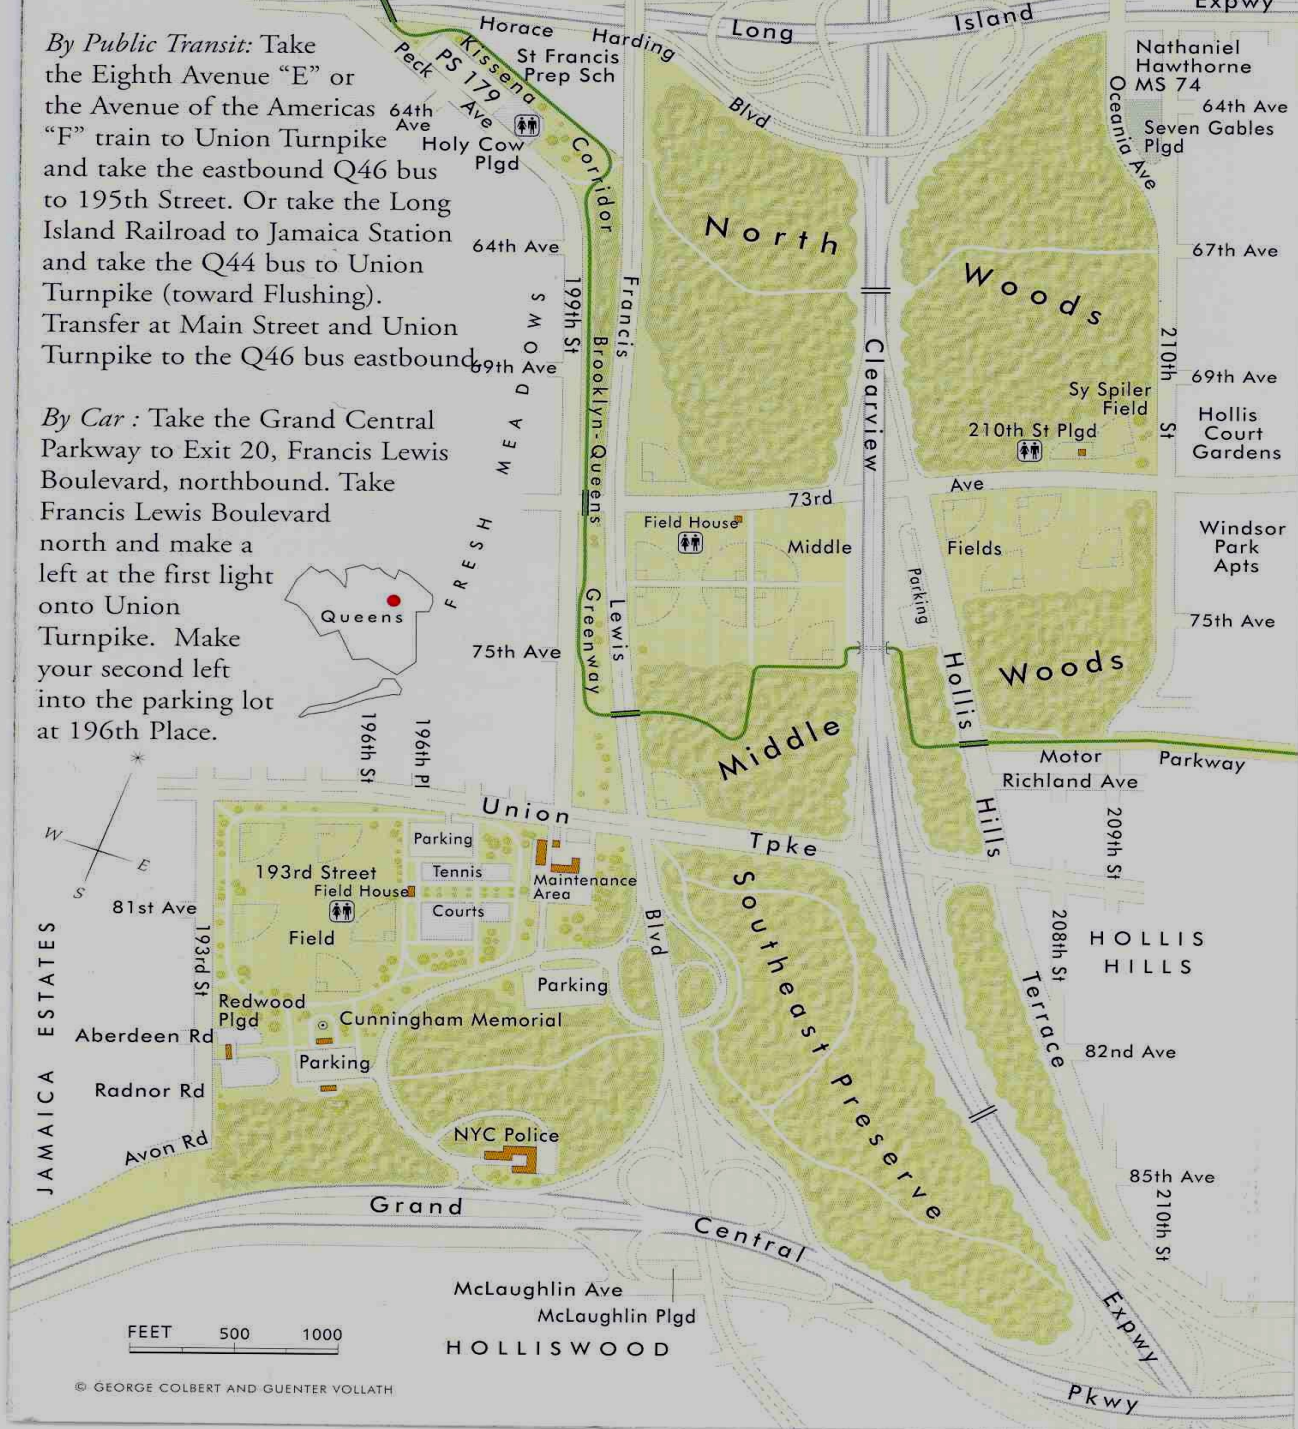 Expwy
Horace Harding
Blvd
Long
Island
By Public Transit: Take
the Eighth Avenue “E” or
the Avenue of the Americas
“F” train to Union Turnpike
and take the eastbound Q46 bus
to 195th Street. Or take the Long
Island Railroad to Jamaica Station
and take the Q44 bus to Union
Turnpike (toward Flushing).
Transfer at Main Street and Union
Turnpike to the Q46 bus eastbound.
By Car : Take the Grand Central
Parkway to Exit 20, Francis Lewis
Boulevard, northbound. Take
Francis Lewis Boulevard
north and make a
left at the first light
onto Union
Turnpike. Make
your second left
into the parking lot
at 196th Place.
Queens
Peck
Ave
Kissena
Corridor
PS 179
St Francis
Prep Sch
64th
Ave
Holy Cow
Plgd
Nathaniel
Hawthorne
MS 74
64th Ave
Seven Gables
Plgd
Oceania Ave
64th Ave
199th St
Francis
Lewis
Blvd
Brooklyn-Queens
Greenway
North
Woods
67th Ave
Clearview
Expwy
FRESH MEADOWS
69th Ave
210th
St
69th Ave
Sy Spiler
Field
210th St Plgd
Hollis
Court
Gardens
73rd
Ave
Field House
Middle
Fields
Parking
Windsor
Park
Apts
75th Ave
75th Ave
Middle
Woods
Hollis
Hills
Terrace
Motor
Parkway
Richland Ave
209th St
196th St
196th Pl
Union
Tpke
W
E
S
Parking
193rd Street
Field House
Field
Tennis
Courts
Maintenance
Area
81st Ave
193rd St
Southeast Preserve
208th St
HOLLIS
HILLS
Parking
Redwood
Plgd
Cunningham Memorial
Aberdeen Rd
Parking
82nd Ave
Radnor Rd
JAMAICA ESTATES
Avon Rd
NYC Police
85th Ave
210th St
Grand
Central
Pkwy
McLaughlin Ave
McLaughlin Plgd
HOLLISWOOD
FEET 500 1000
© GEORGE COLBERT AND GUENTER VOLLATH